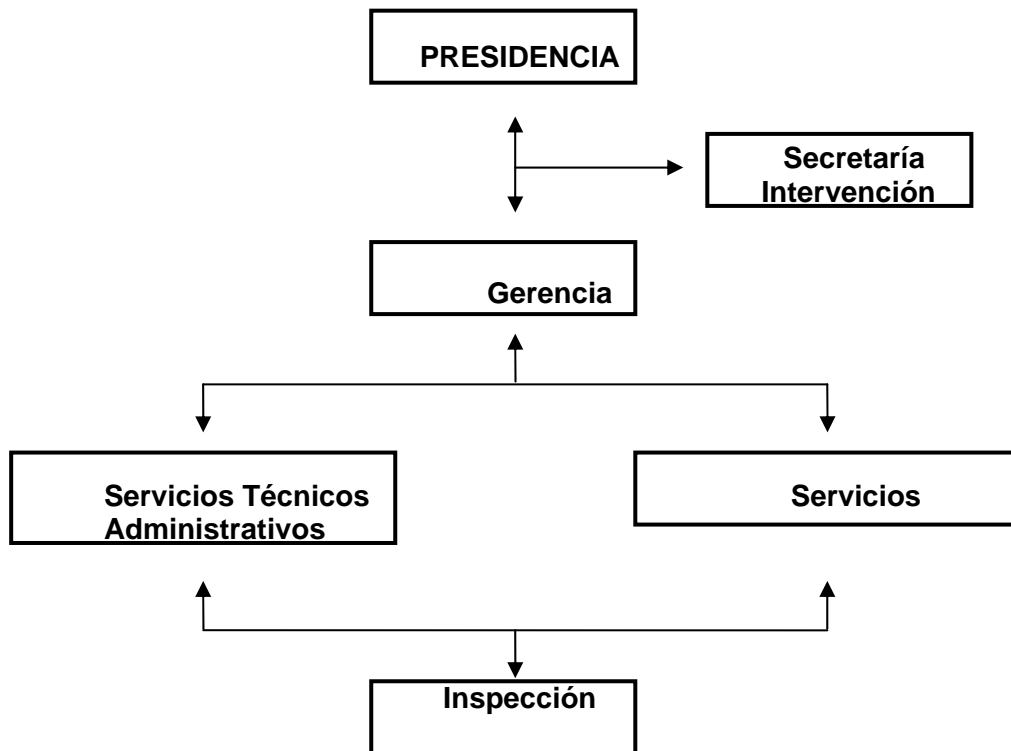 PRESIDENCIA
Secretaría
Intervención
Gerencia
Servicios Técnicos
Administrativos
Servicios
Inspección